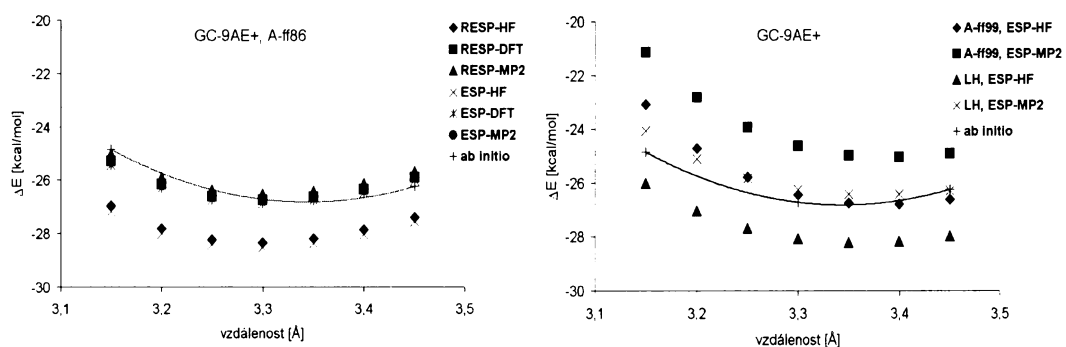 GC-9AE+, A-ff86
-20
-22
-24
-26
-28
-30
ΔE [kcal/mol]
3,1
3,2
3,3
3,4
3,5
vzdálenost [Å]
RESP-HF
RESP-DFT
RESP-MP2
ESP-HF
ESP-DFT
ESP-MP2
ab initio
GC-9AE+
-20
-22
-24
-26
-28
-30
ΔE [kcal/mol]
3,1
3,2
3,3
3,4
3,5
vzdálenost [Å]
A-ff99, ESP-HF
A-ff99, ESP-MP2
LH, ESP-HF
LH, ESP-MP2
ab initio